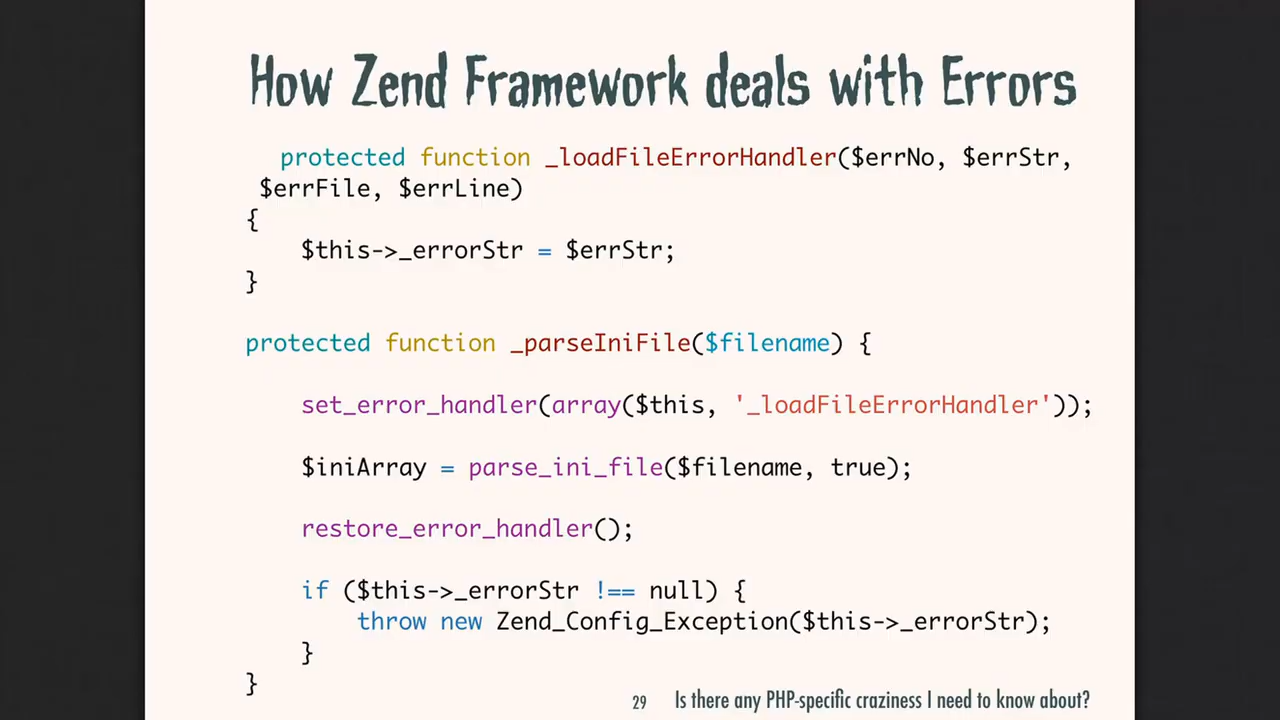 How Zend Framework deals with Errors
protected function _loadFileErrorHandler($errNo, $errStr,
$errFile, $errLine)
{
$this->_errorStr = $errStr;
}
protected function _parseIniFile($filename) {
set_error_handler(array($this, '_loadFileErrorHandler'));
$iniArray = parse_ini_file($filename, true);
restore_error_handler();
if ($this->_errorStr !== null) {
throw new Zend_Config_Exception($this->_errorStr);
}
}
29 Is there any PHP-specific craziness I need to know about?